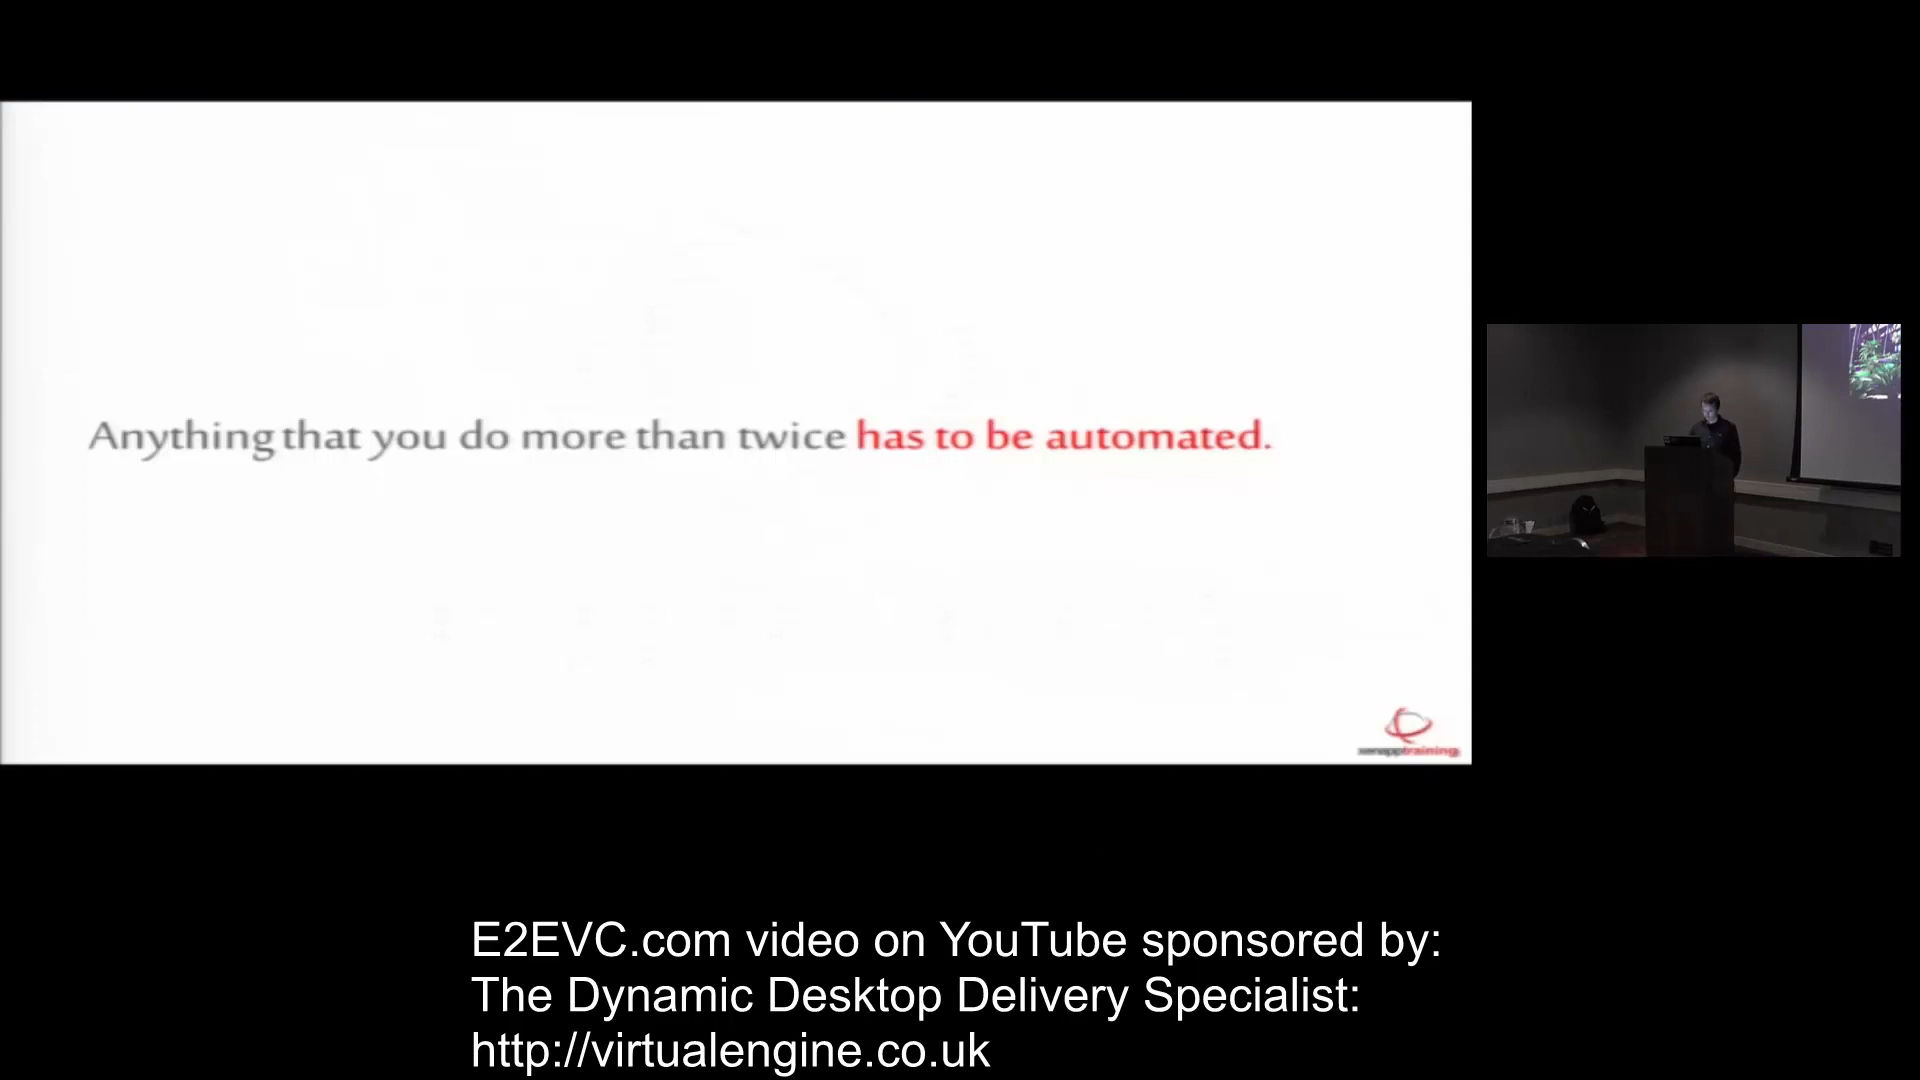 Anything that you do more than twice has to be automated.
xenapptraining
E2EVC.com video on YouTube sponsored by:
The Dynamic Desktop Delivery Specialist:
http://virtualengine.co.uk